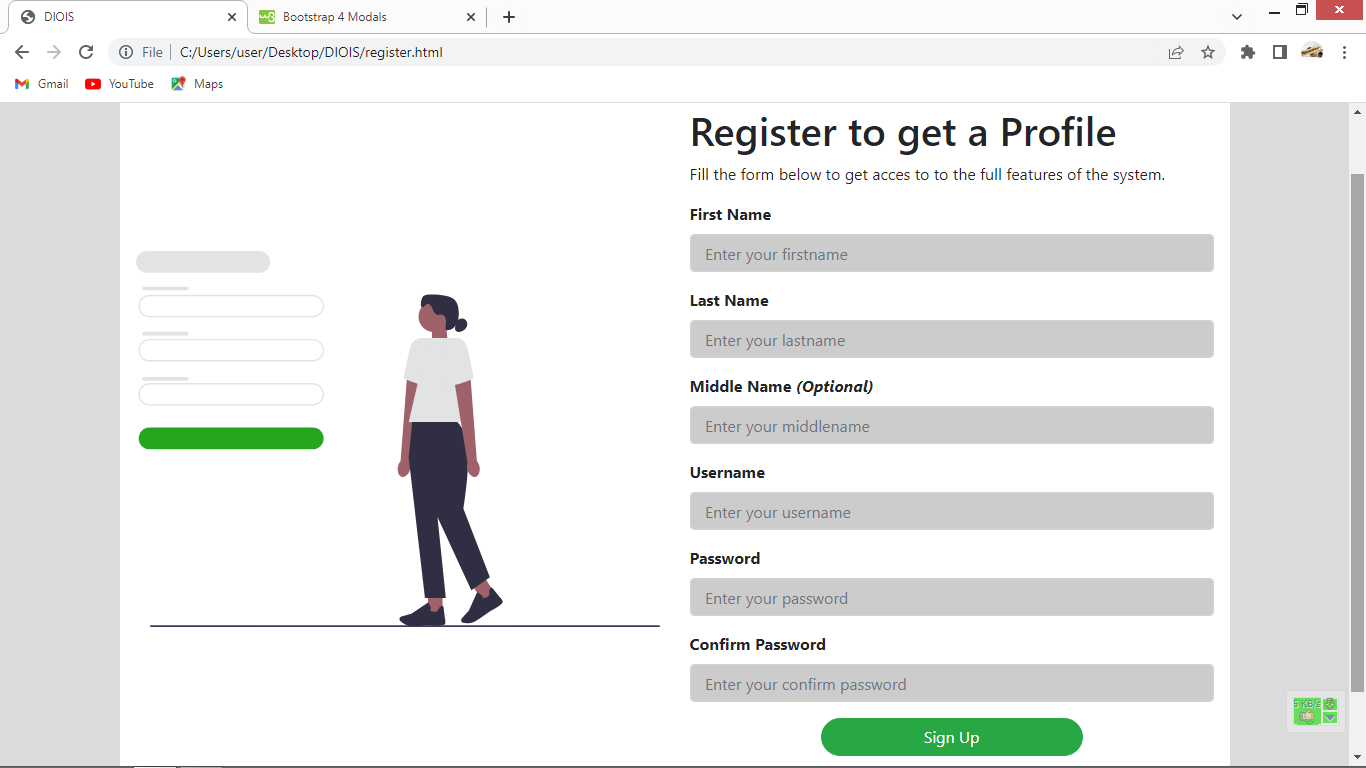 DIOIS
Bootstrap 4 Modals
File
C:/Users/user/Desktop/DIOIS/register.html
Gmail
YouTube
Maps
Register to get a Profile
Fill the form below to get acces to to the full features of the system.
First Name
Enter your firstname
Last Name
Enter your lastname
Middle Name (Optional)
Enter your middlename
Username
Enter your username
Password
Enter your password
Confirm Password
Enter your confirm password
5 KB/s
Sign Up